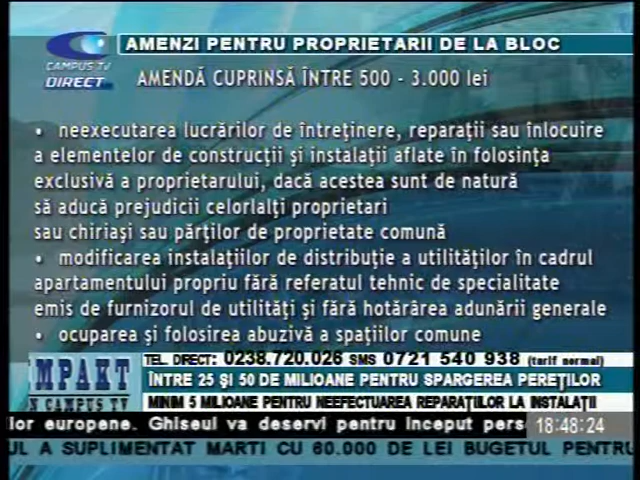 AMENZI PENTRU PROPRIETARII DE LA BLOC
CAMPUS TV
DIRECT
AMENDĂ CUPRINSĂ ÎNTRE 500 - 3.000 lei
• neexecutarea lucrărilor de întreţinere, reparaţii sau înlocuire
a elementelor de construcţii şi instalaţii aflate în folosinţa
exclusivă a proprietarului, dacă acestea sunt de natură
să aducă prejudicii celorlalţi proprietari
sau chiriaşi sau părţilor de proprietate comună
• modificarea instalaţiilor de distribuţie a utilităţilor în cadrul
apartamentului propriu fără referatul tehnic de specialitate
emis de furnizorul de utilităţi şi fără hotărârea adunării generale
• ocuparea şi folosirea abuzivă a spaţiilor comune
TEL. DIRECT: 0238.720.026 SMS 0721 540 938 (tarif normal)
IMPAKT
ÎNTRE 25 ŞI 50 DE MILIOANE PENTRU SPARGEREA PEREŢILOR
ÎN CAMPUS TV
MINIM 5 MILIOANE PENTRU NEEFECTUAREA REPARAŢIILOR LA INSTALAŢII
lor europene. Ghiseul va deservi pentru inceput pers
18:48:24
UL A SUPLIMENTAT MARTI CU 60.000 DE LEI BUGETUL PENTRU